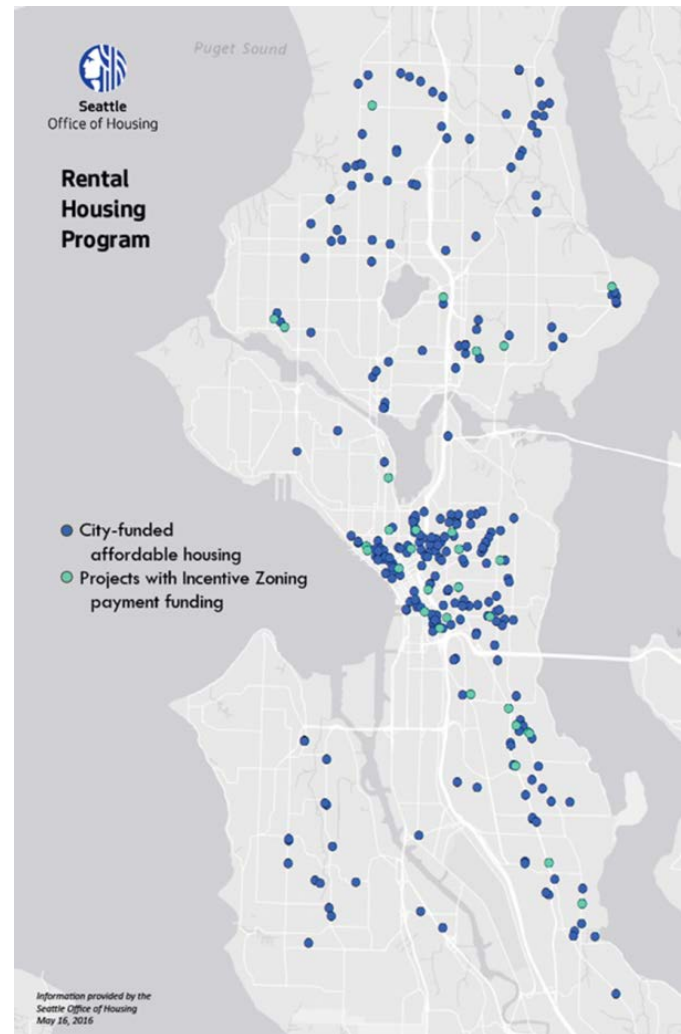 Puget Sound
Seattle
Office of Housing
Rental
Housing
Program
City-funded
affordable housing
Projects with Incentive Zoning
payment funding
Information provided by the
Seattle Office of Housing
May 16, 2016